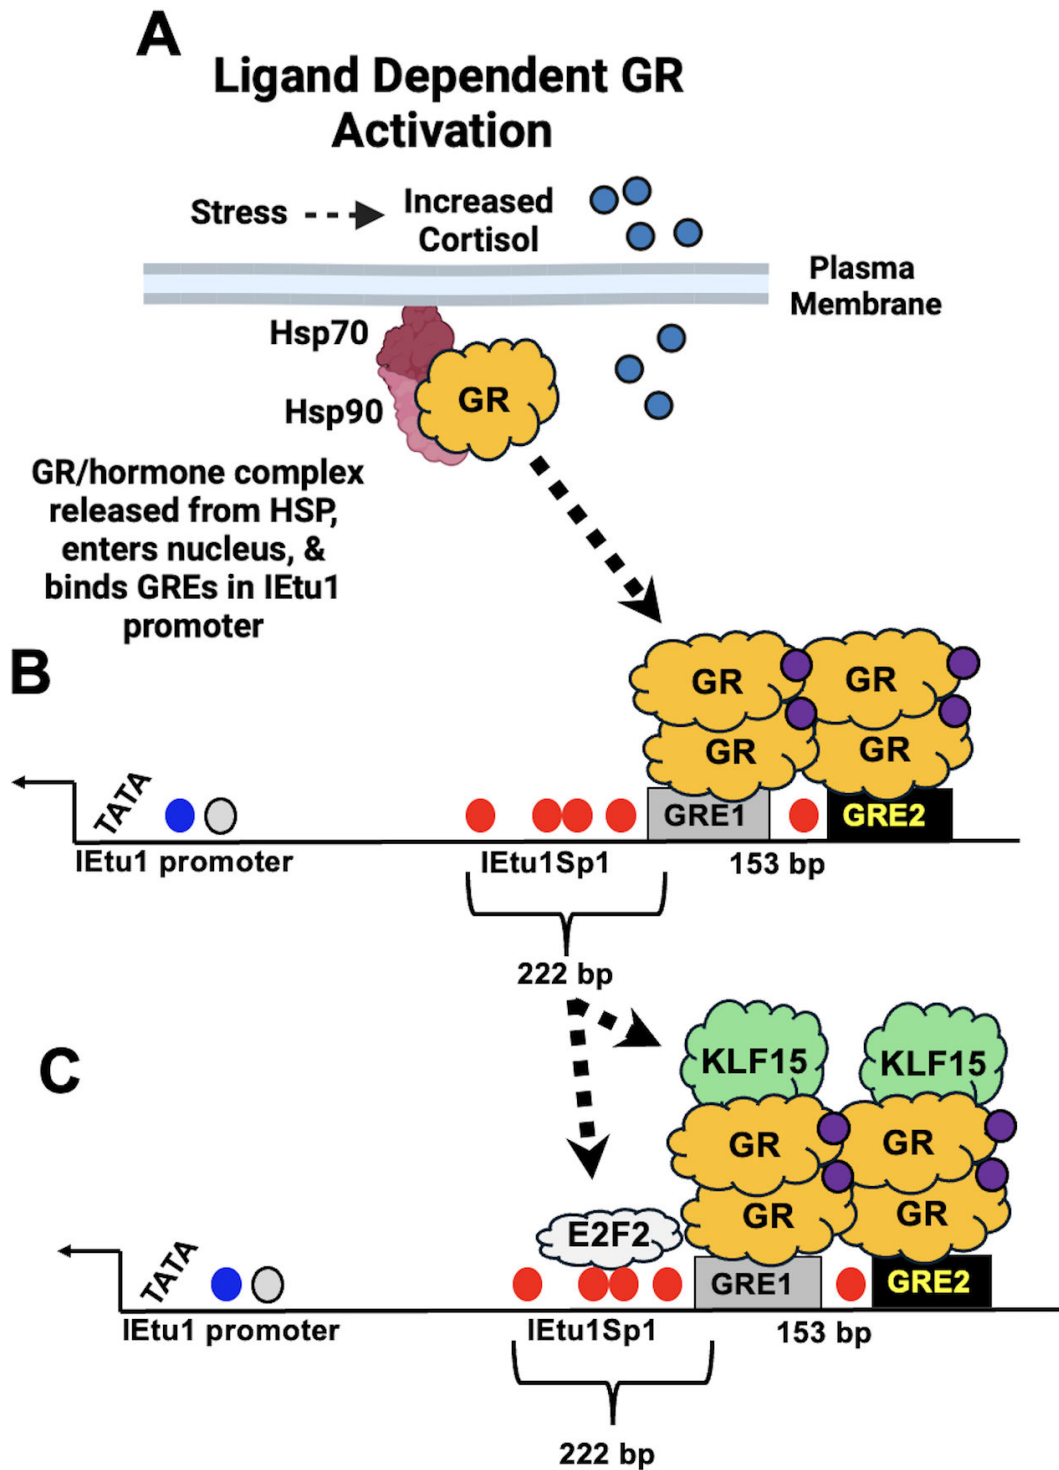 A
Ligand Dependent GR
Activation
Stress
Increased
Cortisol
Plasma
Membrane
Hsp70
Hsp90
GR
GR/hormone complex
released from HSP,
enters nucleus, &
binds GREs in IEtu1
promoter
B
GR
GR
GR
GR
TATA
GRE1
GRE2
IEtu1 promoter
IEtu1Sp1
153 bp
222 bp
C
KLF15
KLF15
GR
GR
GR
GR
E2F2
TATA
GRE1
GRE2
IEtu1 promoter
IEtu1Sp1
153 bp
222 bp